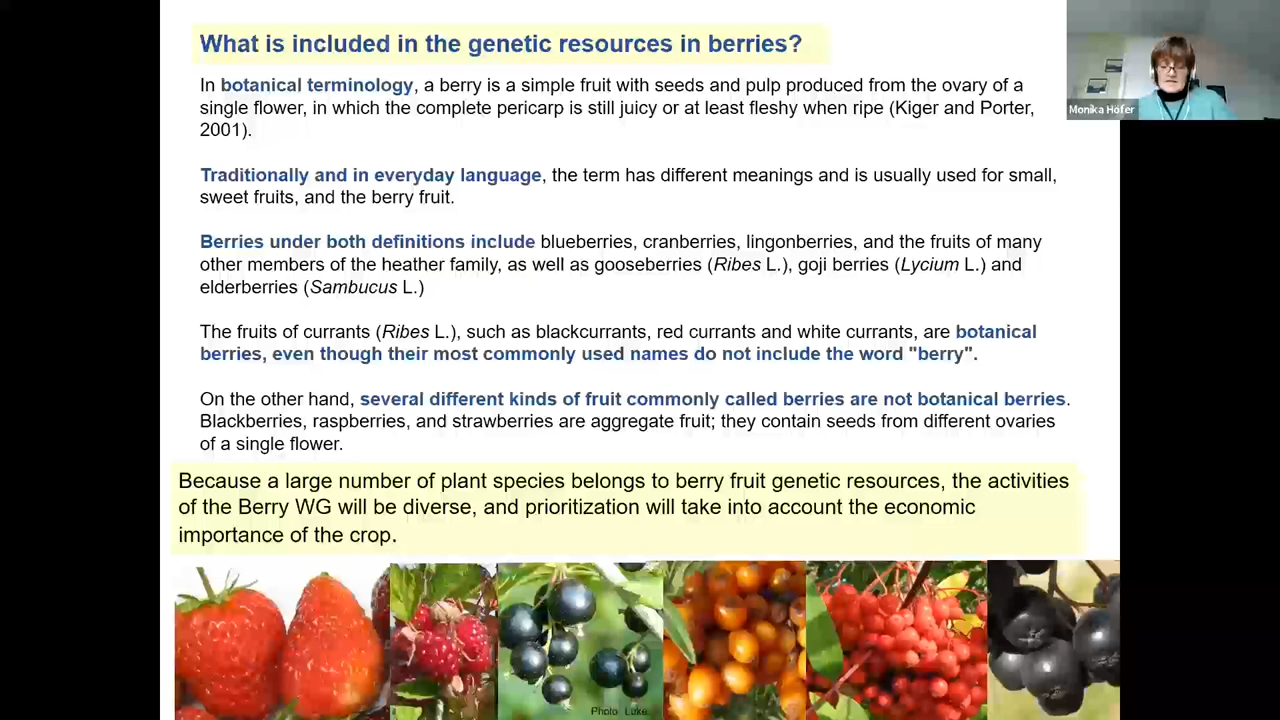 What is included in the genetic resources in berries?
Monika Höfer
In botanical terminology, a berry is a simple fruit with seeds and pulp produced from the ovary of a
single flower, in which the complete pericarp is still juicy or at least fleshy when ripe (Kiger and Porter,
2001).
Traditionally and in everyday language, the term has different meanings and is usually used for small,
sweet fruits, and the berry fruit.
Berries under both definitions include blueberries, cranberries, lingonberries, and the fruits of many
other members of the heather family, as well as gooseberries (Ribes L.), goji berries (Lycium L.) and
elderberries (Sambucus L.)
The fruits of currants (Ribes L.), such as blackcurrants, red currants and white currants, are botanical
berries, even though their most commonly used names do not include the word "berry".
On the other hand, several different kinds of fruit commonly called berries are not botanical berries.
Blackberries, raspberries, and strawberries are aggregate fruit; they contain seeds from different ovaries
of a single flower.
Because a large number of plant species belongs to berry fruit genetic resources, the activities
of the Berry WG will be diverse, and prioritization will take into account the economic
importance of the crop.
Photo Luke